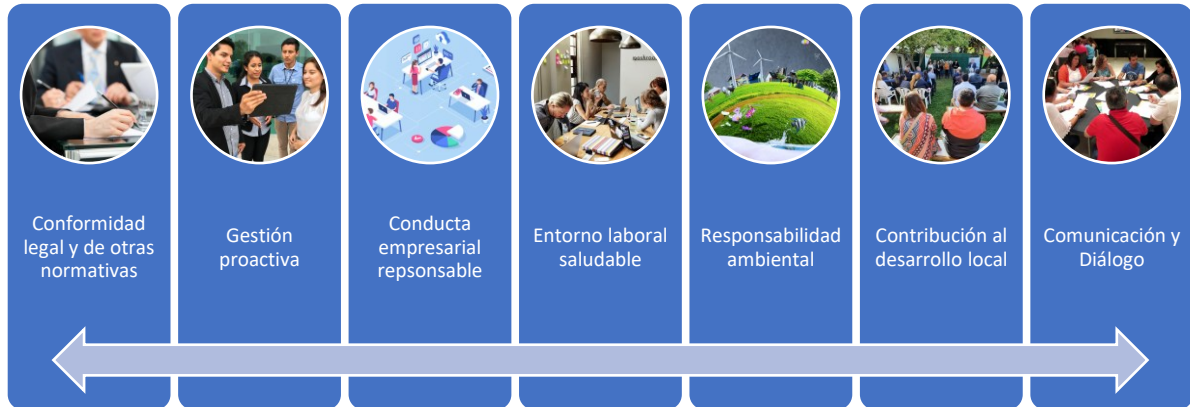 Conformidad
legal y de otras
normativas
Gestión
proactiva
Conducta
empresarial
repsonsable
Entorno laboral
saludable
Responsabilidad
ambiental
Contribución al
desarrollo local
Comunicación y
Diálogo